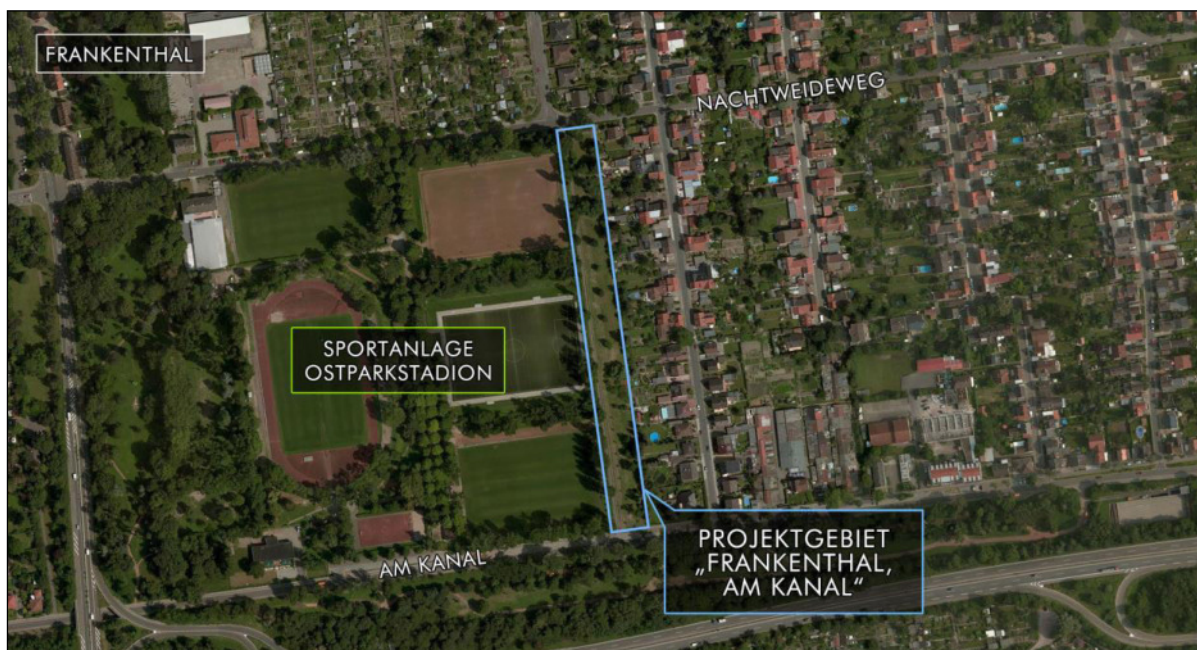 FRANKENTHAL
NACHTWEIDEWEG
SPORTANLAGE
OSTPARKSTADION
AM KANAL
PROJEKTGEBIET
„FRANKENTHAL,
AM KANAL“